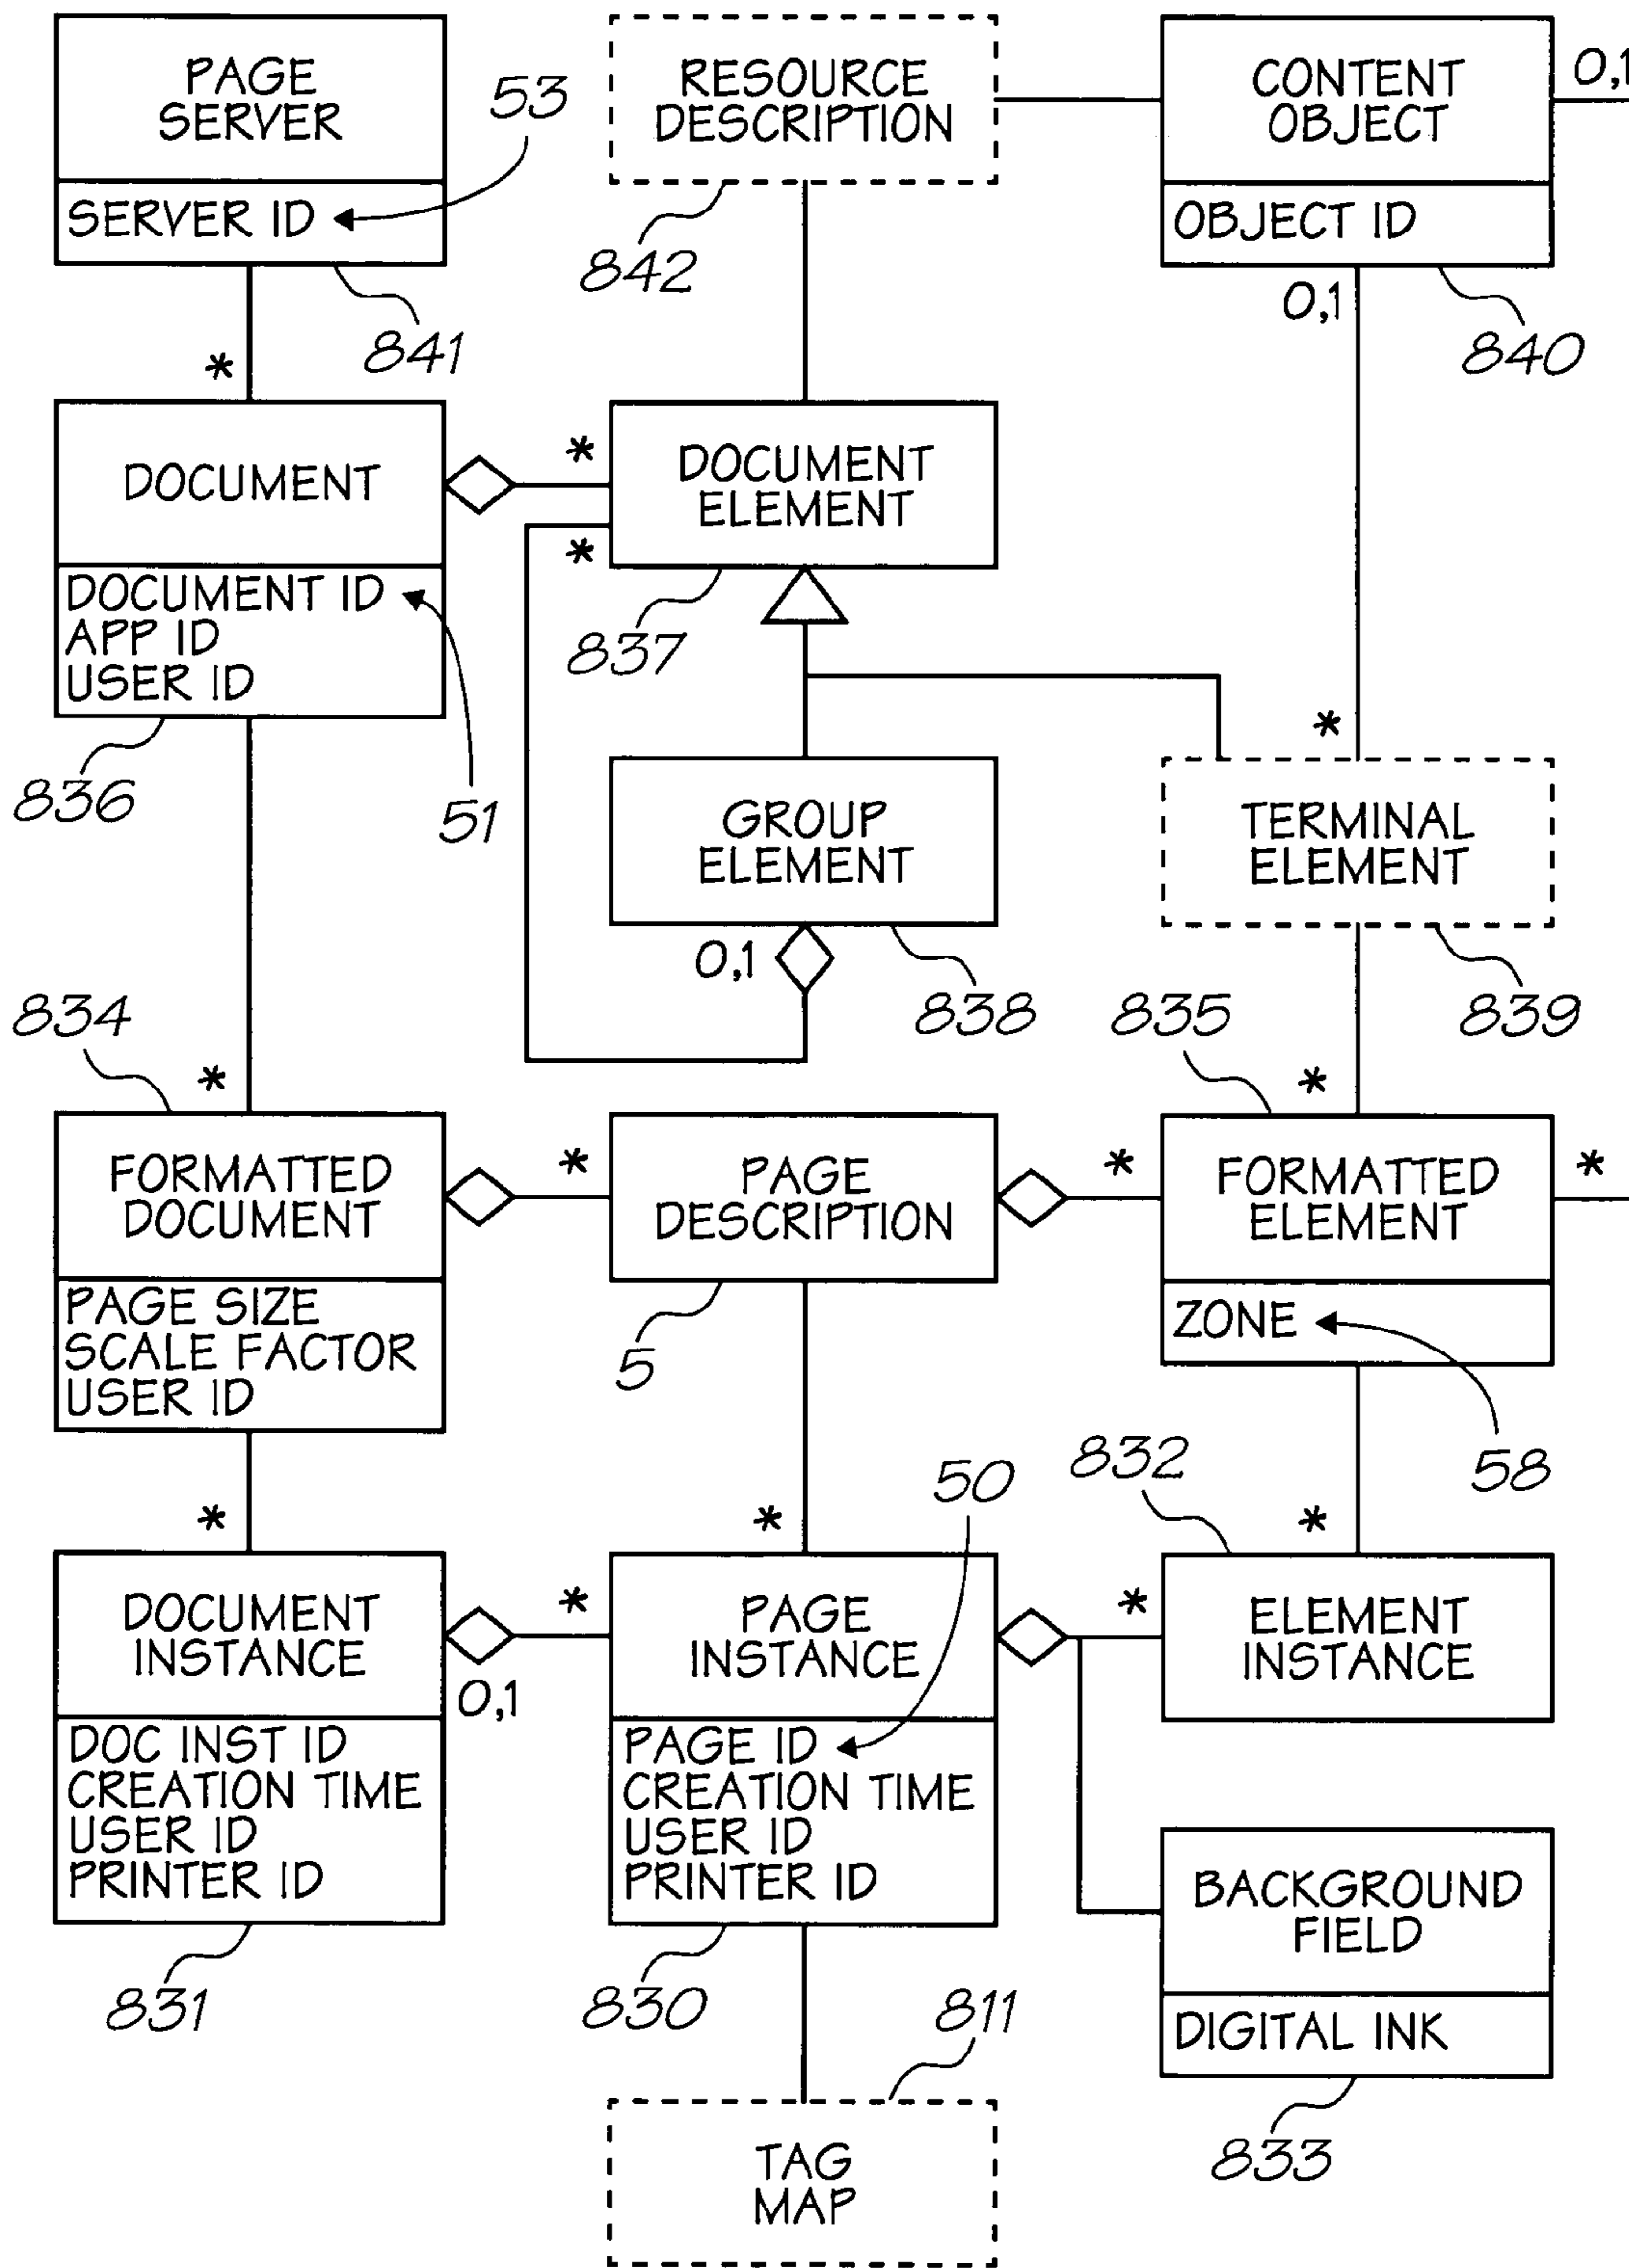 PAGE
SERVER
SERVER ID
53
841
RESOURCE
DESCRIPTION
842
CONTENT
OBJECT
OBJECT ID
0,1
0,1
840
*
DOCUMENT
DOCUMENT ID
APP ID
USER ID
836
51
*
*
DOCUMENT
ELEMENT
837
GROUP
ELEMENT
0,1
838
*
TERMINAL
ELEMENT
839
834
*
FORMATTED
DOCUMENT
PAGE SIZE
SCALE FACTOR
USER ID
*
PAGE
DESCRIPTION
5
835
*
*
*
FORMATTED
ELEMENT
ZONE
58
*
DOCUMENT
INSTANCE
0,1
DOC INST ID
CREATION TIME
USER ID
PRINTER ID
831
*
*
50
PAGE
INSTANCE
PAGE ID
CREATION TIME
USER ID
PRINTER ID
830
832
*
*
ELEMENT
INSTANCE
BACKGROUND
FIELD
DIGITAL INK
833
811
TAG
MAP